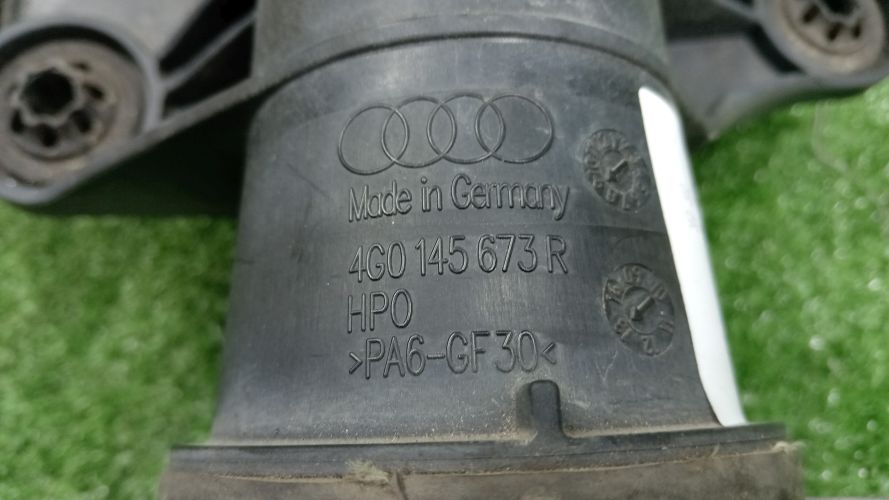 Made in Germany
4G0 145 673 R
HPO
>PA6-GF30<